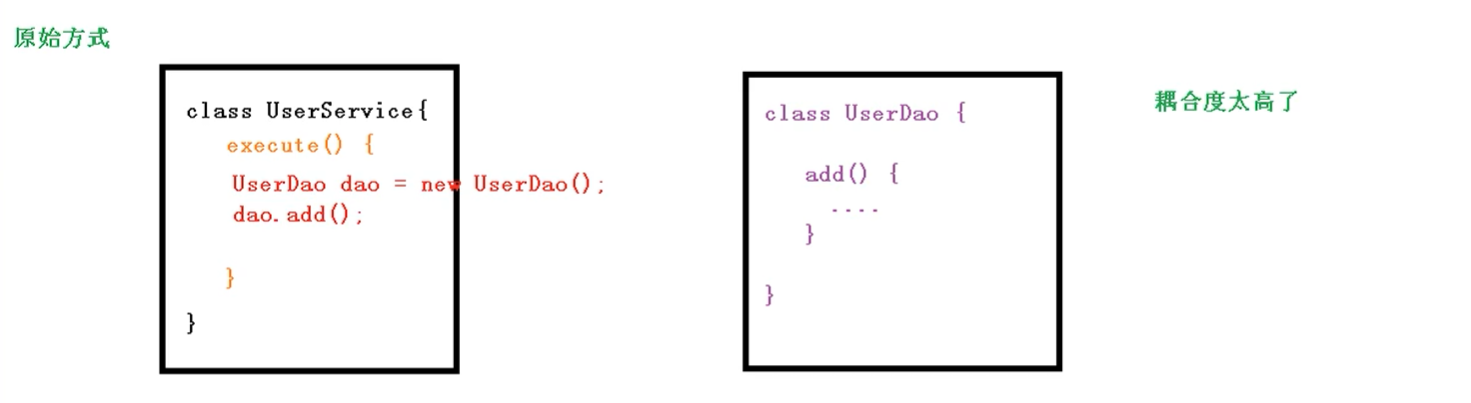 原始方式
class UserService{
execute() {
UserDao dao = new UserDao();
dao.add();
}
}
class UserDao {
add() {
....
}
}
耦合度太高了